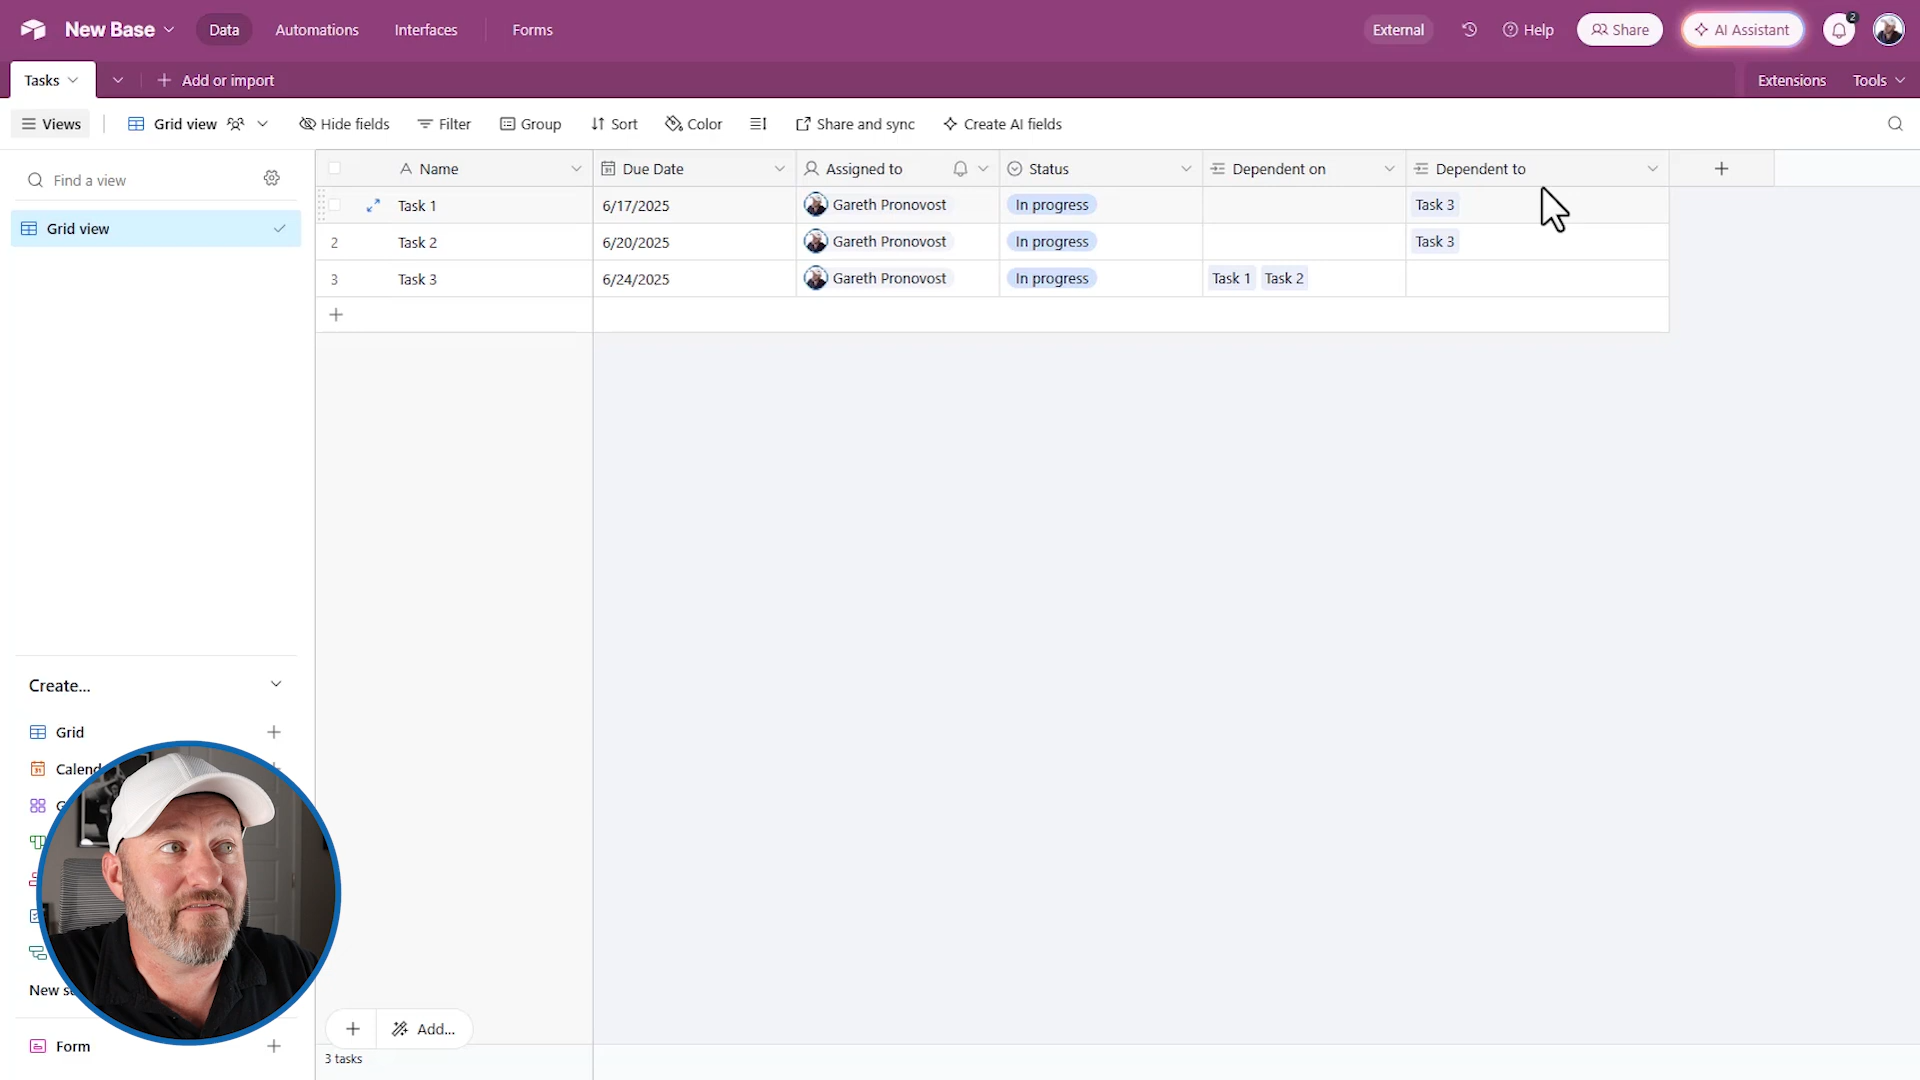 New Base Data Automations Interfaces Forms External Help Share AI Assistant 2
Tasks Add or import Extensions Tools
Views Grid view Hide fields Filter Group Sort Color Share and sync Create AI fields
Find a view
Grid view
Name Due Date Assigned to Status Dependent on Dependent to
Task 1 6/17/2025 Gareth Pronovost In progress Task 3
2 Task 2 6/20/2025 Gareth Pronovost In progress Task 3
3 Task 3 6/24/2025 Gareth Pronovost In progress Task 1 Task 2
Create...
Grid
Calend
New s
Form
Add...
3 tasks